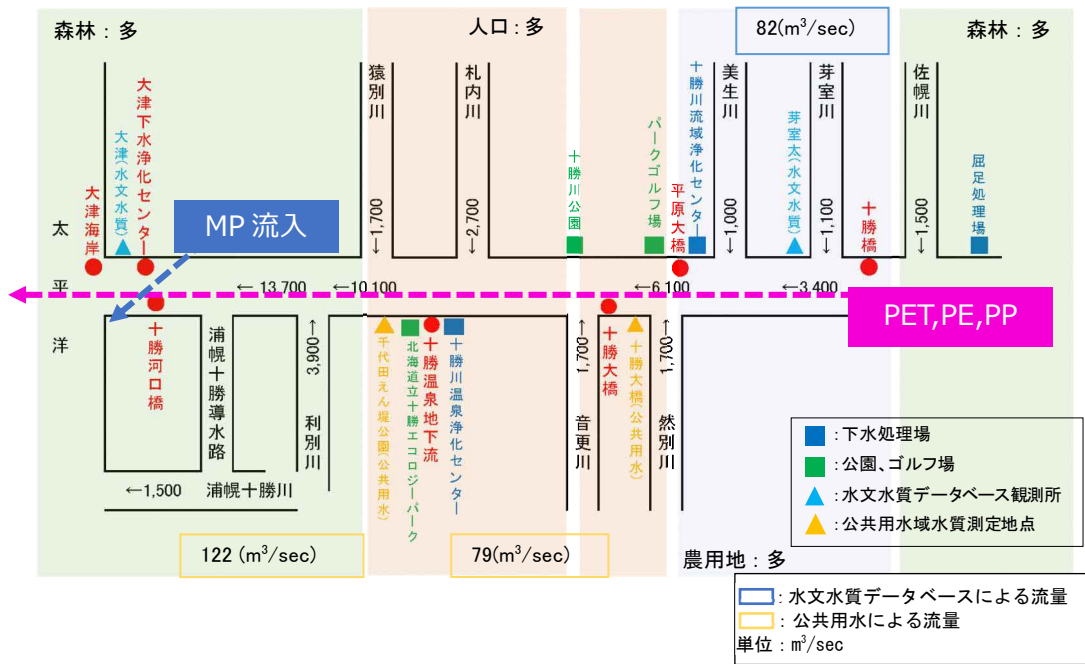 森林：多
人口：多
82(m³/sec)
森林：多
猿別川
札内川
美生川
芽室川
佐幌川
大津海岸
大津(水文水質)
大津下水浄化センター
十勝川公園
パークゴルフ場
平原大橋
十勝川流域浄化センター
芽室太(水文水質)
十勝橋
屈足処理場
←1,700
←2,700
←1,000
←1,100
←1,500
MP 流入
太平洋
←13,700
←10,100
←6,100
←3,400
PET,PE,PP
十勝河口橋
浦幌十勝導水路
3,900→
利別川
千代田えん堤公園(公共用水)
北海道立十勝エコロジーパーク
十勝温泉地下流
十勝川温泉浄化センター
1,700→
音更川
十勝大橋
十勝大橋(公共用水)
1,700→
然別川
←1,500
浦幌十勝川
:下水処理場
:公園、ゴルフ場
:水文水質データベース観測所
:公共用水域水質測定地点
122 (m³/sec)
79(m³/sec)
農用地：多
：水文水質データベースによる流量
：公共用水による流量
単位：m³/sec